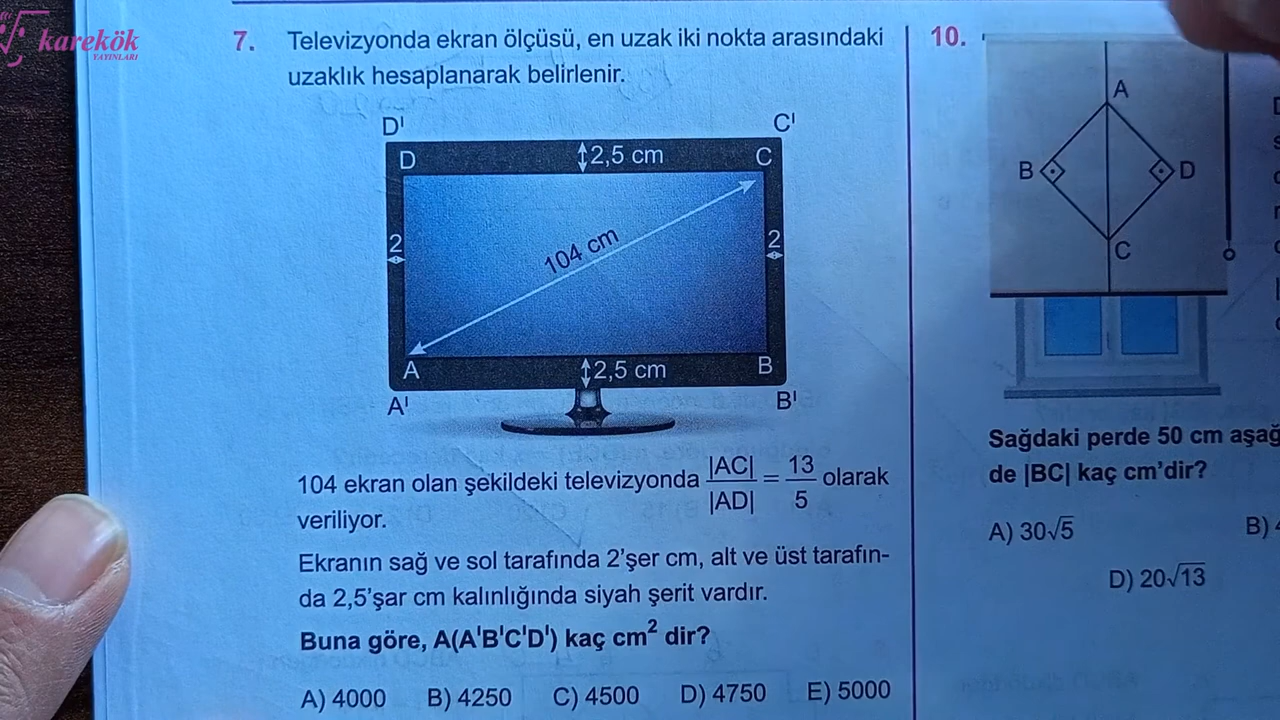 karekök
YAYINLARI
7. Televizyonda ekran ölçüsü, en uzak iki nokta arasındaki
uzaklık hesaplanarak belirlenir.
D' C'
D 2,5 cm C
2 104 cm 2
A 2,5 cm B
A' B'
104 ekran olan şekildeki televizyonda |AC| / |AD| = 13 / 5 olarak
veriliyor.
Ekranın sağ ve sol tarafında 2'şer cm, alt ve üst tarafın-
da 2,5'şar cm kalınlığında siyah şerit vardır.
Buna göre, A(A'B'C'D') kaç cm² dir?
A) 4000 B) 4250 C) 4500 D) 4750 E) 5000
10.
A
B D
C
Sağdaki perde 50 cm
de |BC| kaç cm'dir?
A) 30√5 B)
D) 20√13